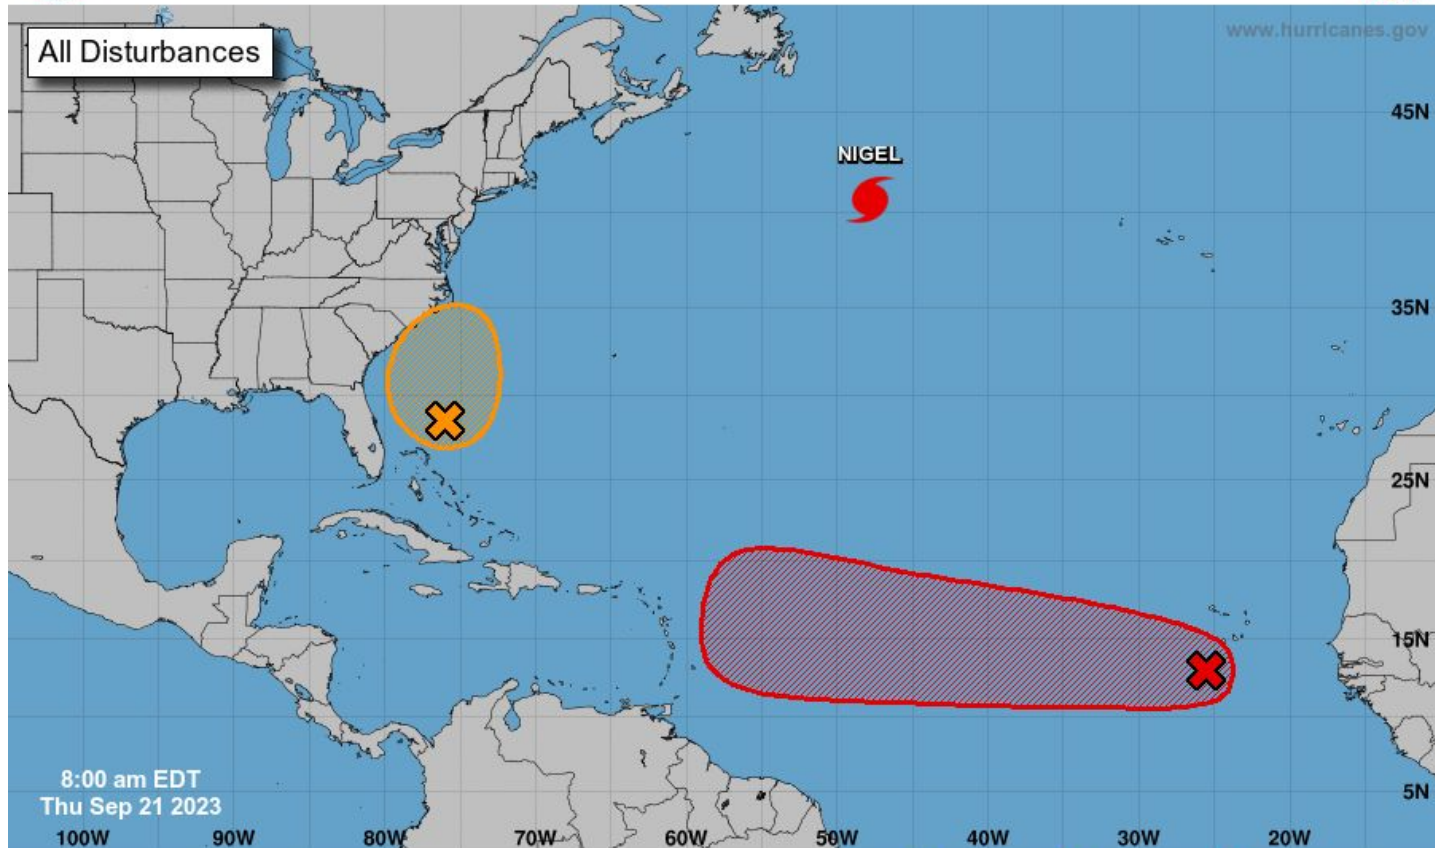 All Disturbances
www.hurricanes.gov
45N
NIGEL
35N
25N
15N
8:00 am EDT
Thu Sep 21 2023
5N
100W 90W 80W 70W 60W 50W 40W 30W 20W